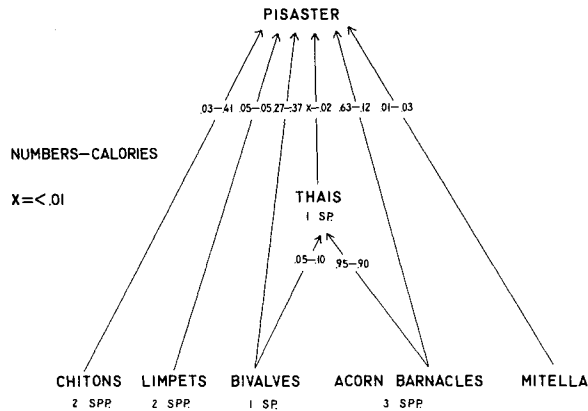 PISASTER
.03–.41 .05–.05 .27–.37 X–.02 .63–.12 .01–.03
NUMBERS–CALORIES
X=<.01
THAIS
1 SP.
.05–.10 .95–.90
CHITONS LIMPETS BIVALVES ACORN BARNACLES MITELLA
2 SPP. 2 SPP. 1 SP. 3 SPP.